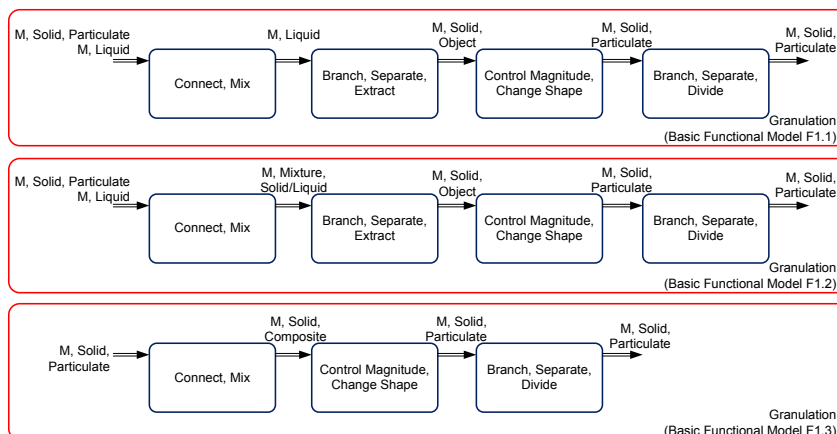 M, Solid, Particulate
M, Liquid
Connect, Mix
M, Liquid
Branch, Separate,
Extract
M, Solid,
Object
Control Magnitude,
Change Shape
M, Solid,
Particulate
Branch, Separate,
Divide
M, Solid,
Particulate
Granulation
(Basic Functional Model F1.1)
M, Solid, Particulate
M, Liquid
Connect, Mix
M, Mixture,
Solid/Liquid
Branch, Separate,
Extract
M, Solid,
Object
Control Magnitude,
Change Shape
M, Solid,
Particulate
Branch, Separate,
Divide
M, Solid,
Particulate
Granulation
(Basic Functional Model F1.2)
M, Solid,
Particulate
Connect, Mix
M, Solid,
Composite
Control Magnitude,
Change Shape
M, Solid,
Particulate
Branch, Separate,
Divide
M, Solid,
Particulate
Granulation
(Basic Functional Model F1.3)